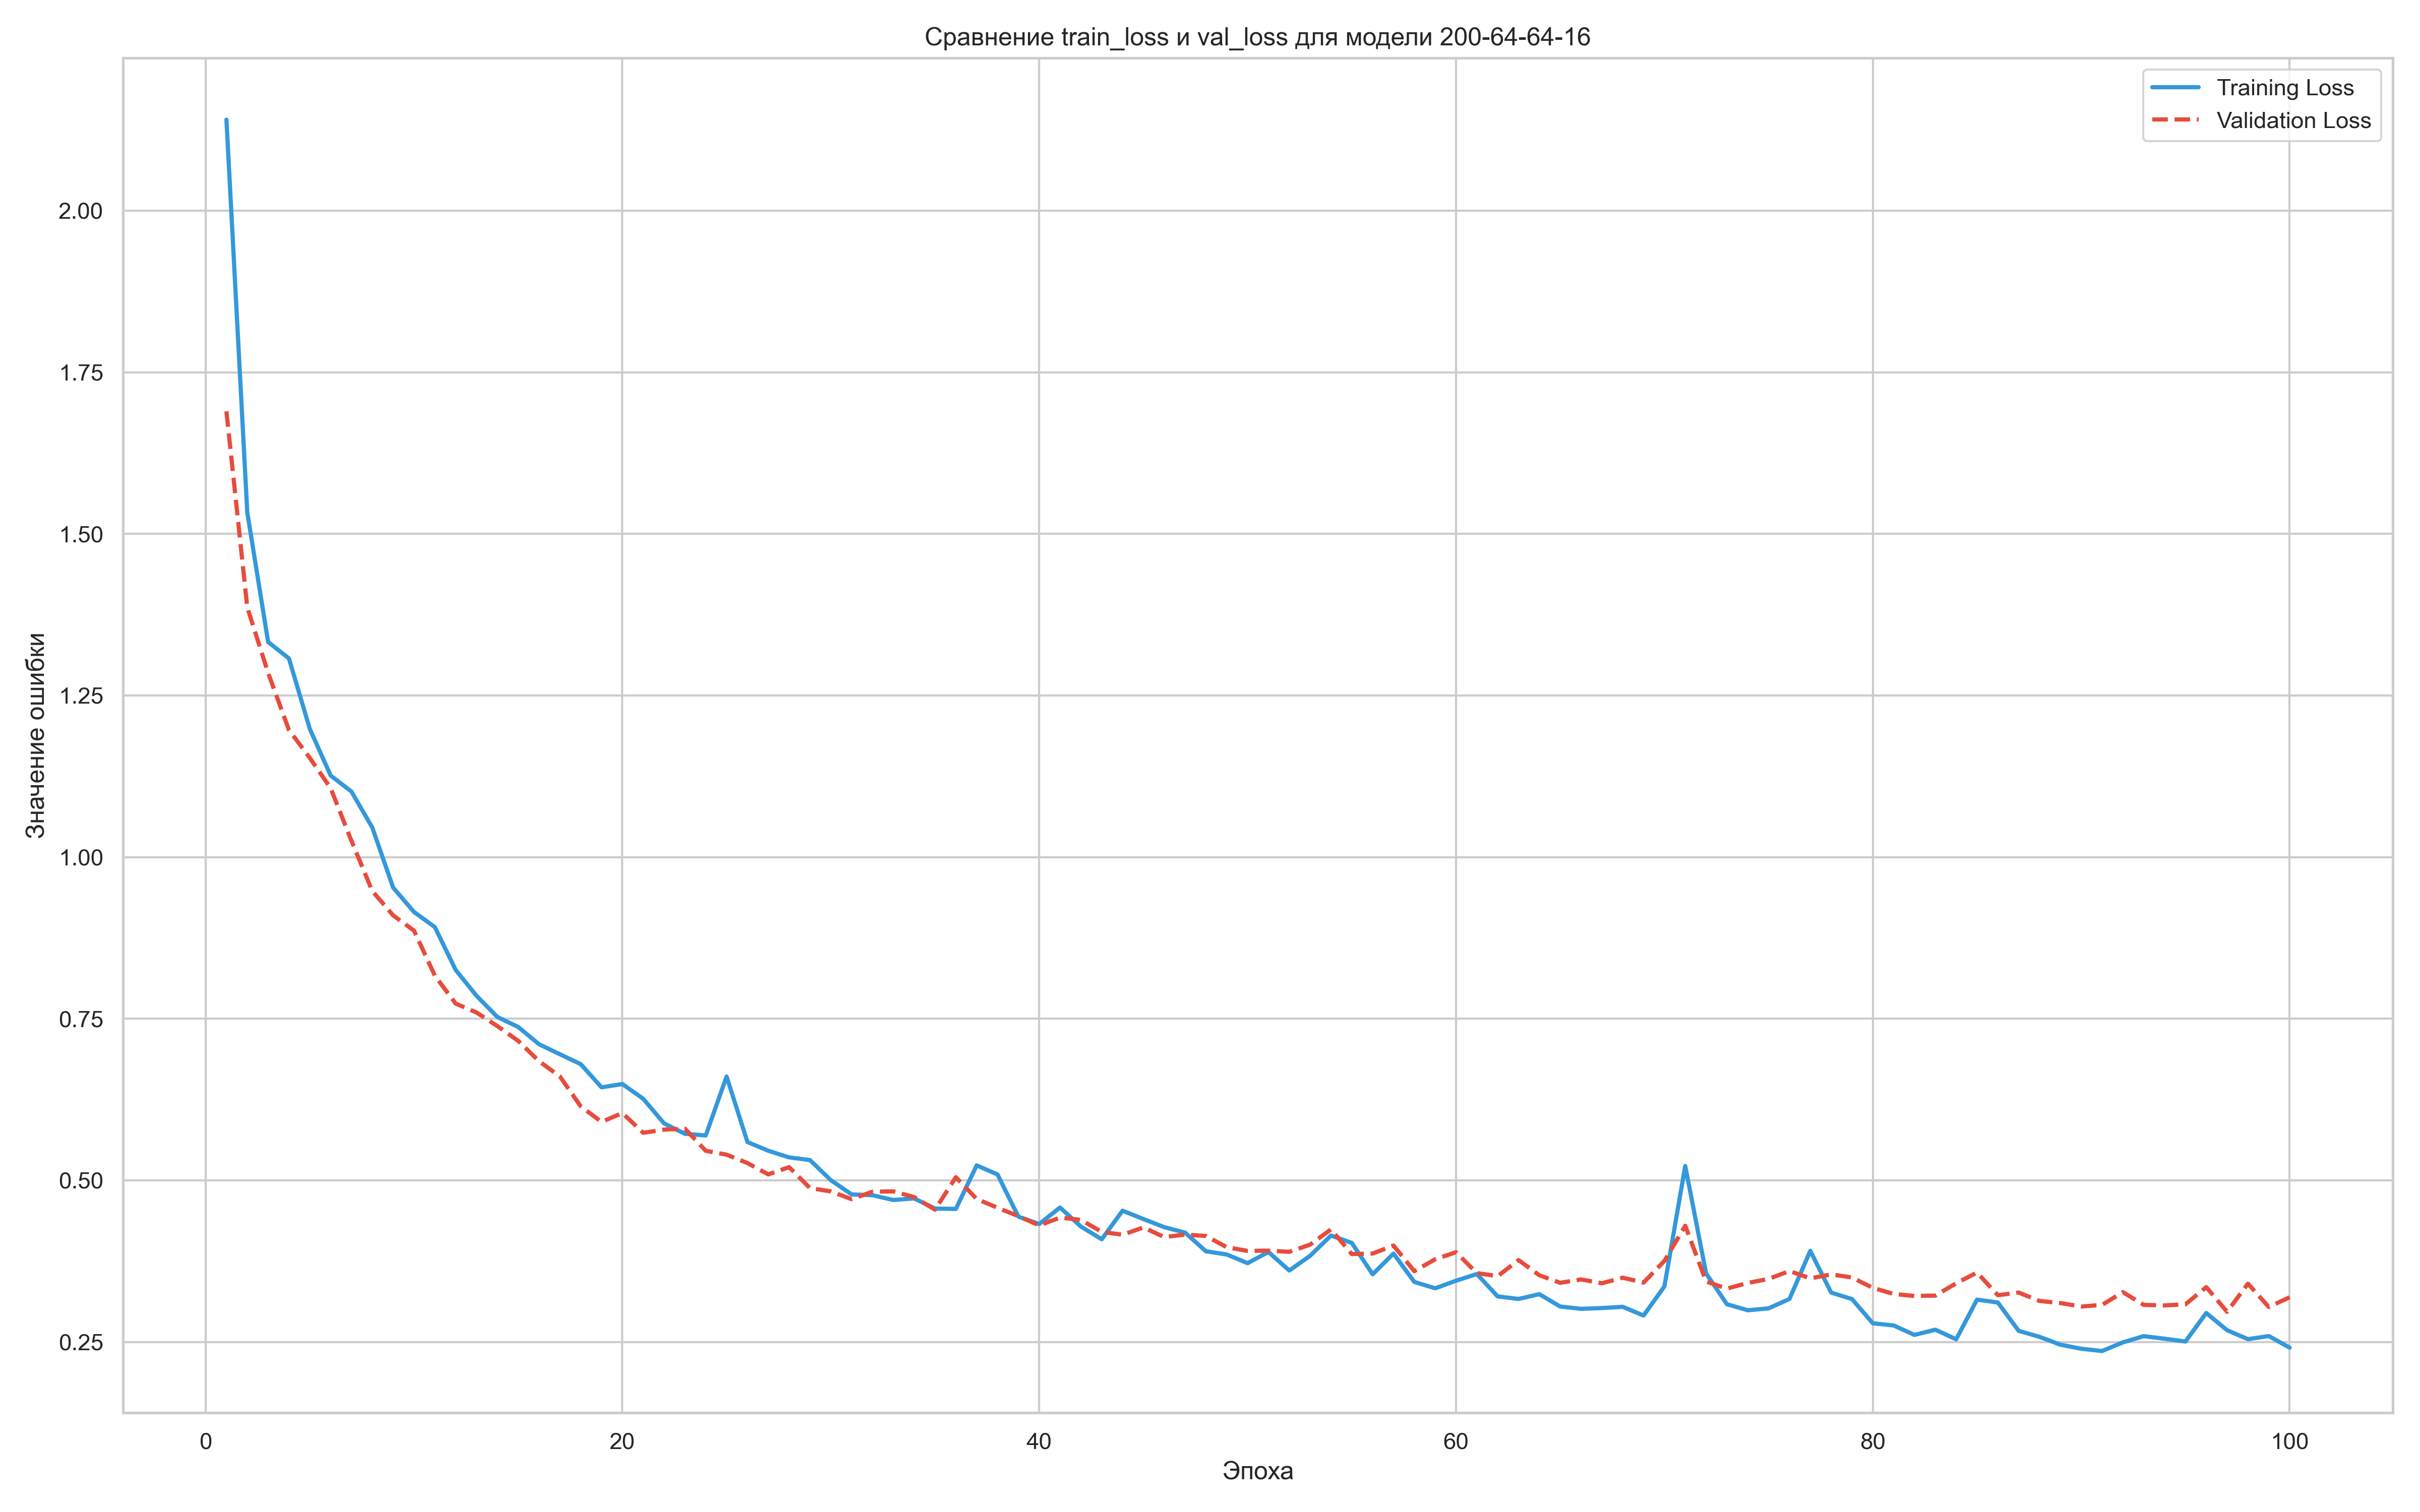 Сравнение train_loss и val_loss для модели 200-64-64-16
Training Loss
Validation Loss
2.00
1.75
1.50
1.25
1.00
0.75
0.50
0.25
Значение ошибки
0 20 40 60 80 100
Эпоха